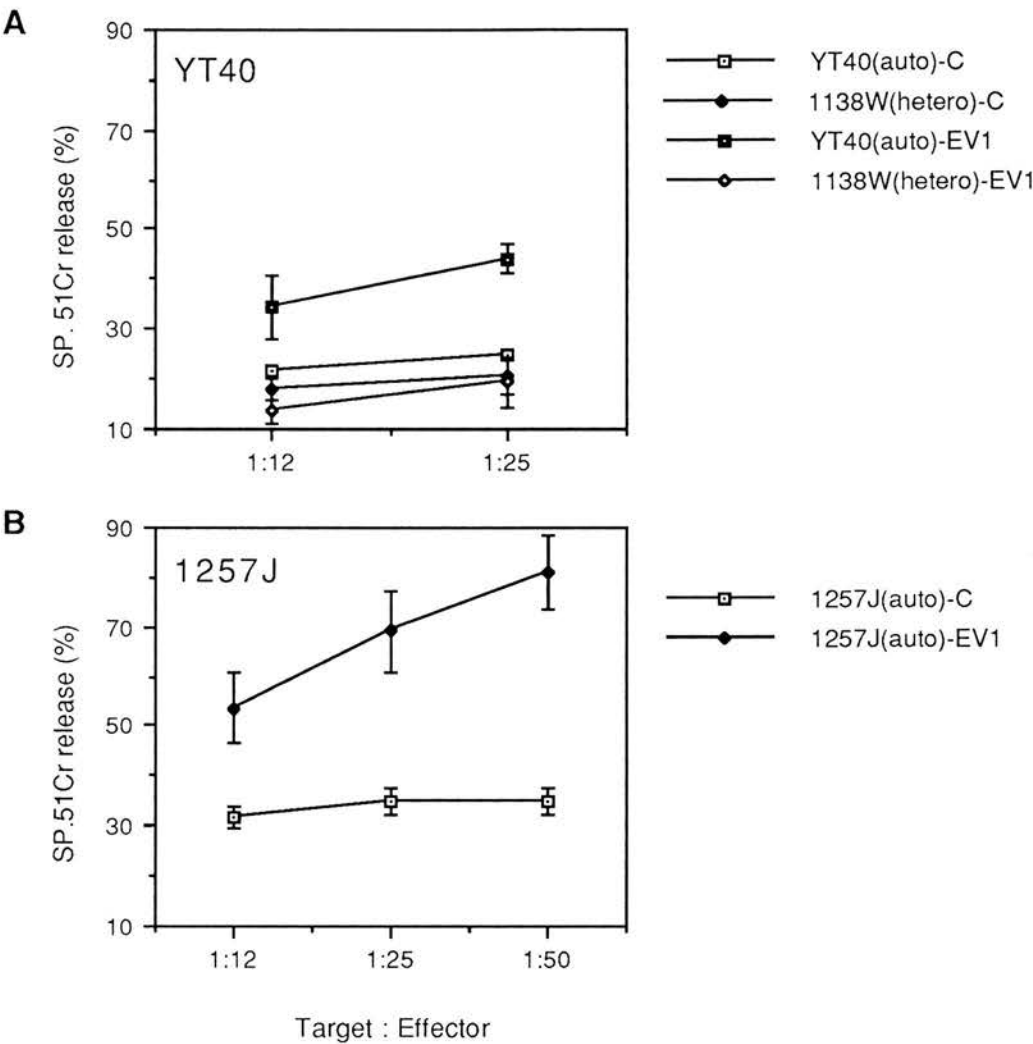 A
90
70
50
30
10
SP. 51Cr release (%)
YT40
1:12
1:25
YT40(auto)-C
1138W(hetero)-C
YT40(auto)-EV1
1138W(hetero)-EV1
B
90
70
50
30
10
SP.51Cr release (%)
1257J
1:12
1:25
1:50
Target : Effector
1257J(auto)-C
1257J(auto)-EV1